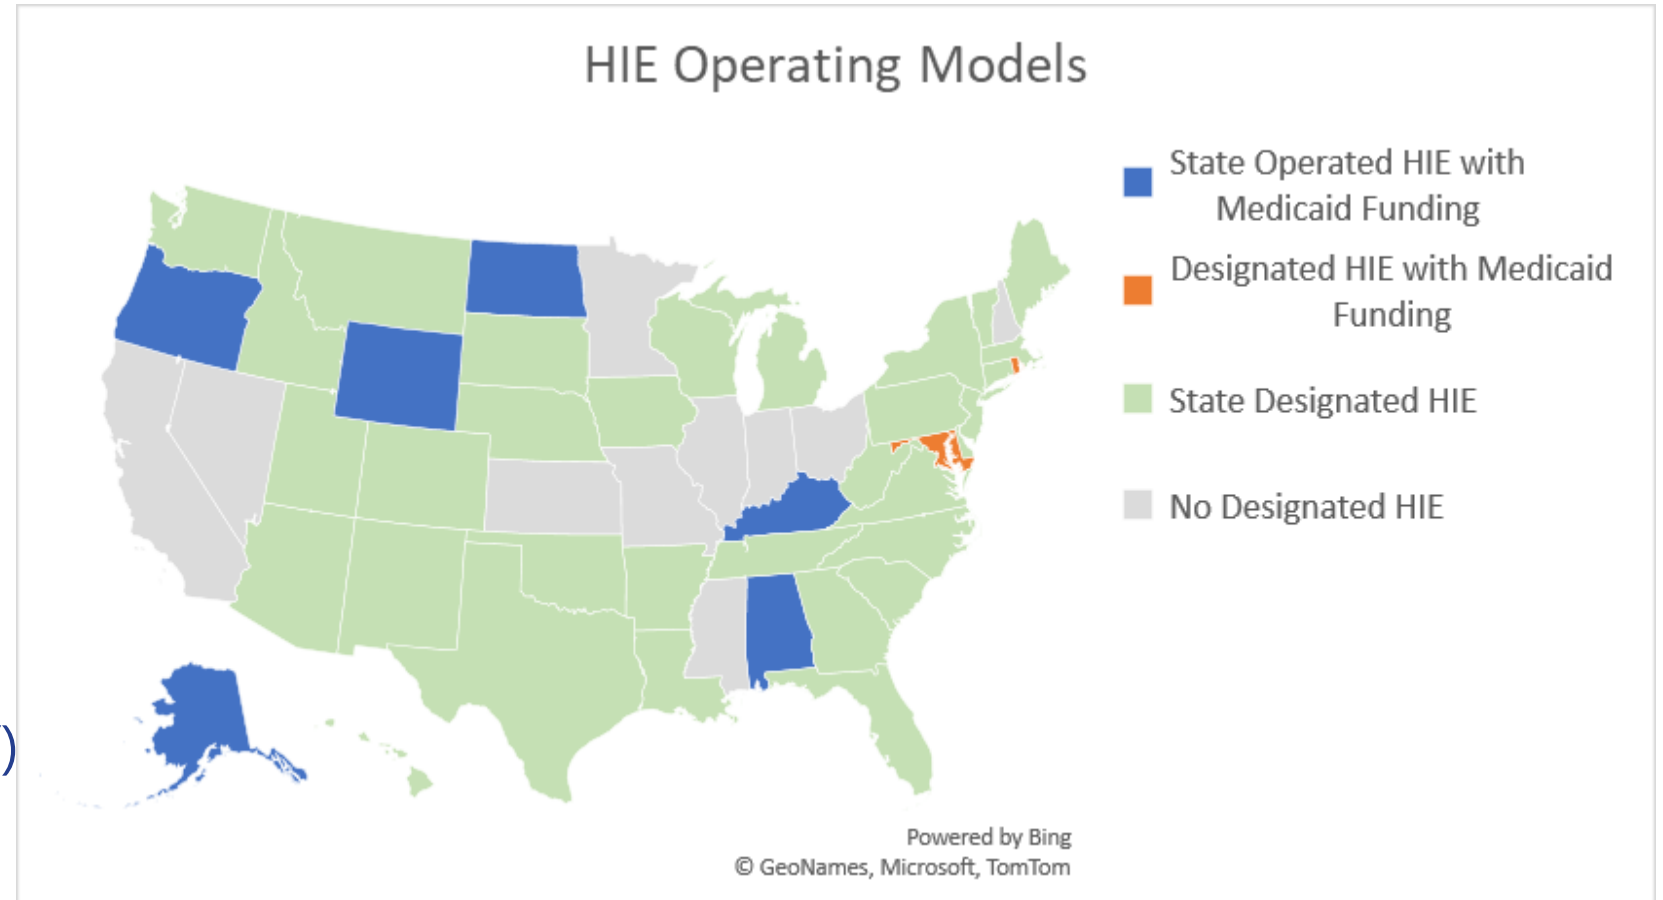 HIE Operating Models
State Operated HIE with
Medicaid Funding
Designated HIE with Medicaid
Funding
State Designated HIE
No Designated HIE
)
Powered by Bing
© GeoNames, Microsoft, TomTom